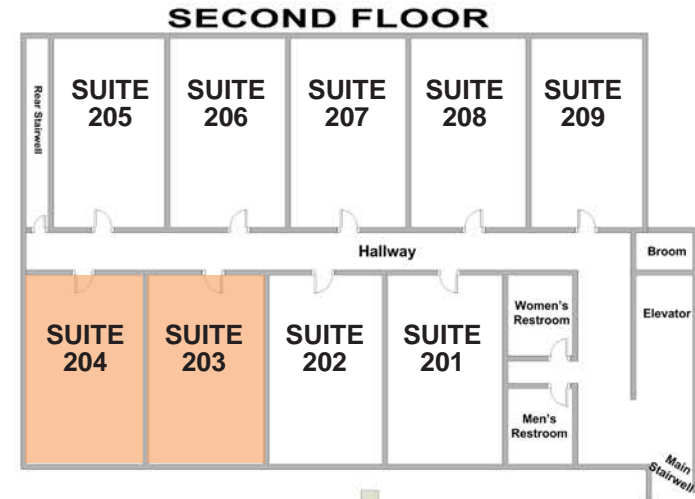 SECOND FLOOR
Rear Stairwell
SUITE
205
SUITE
206
SUITE
207
SUITE
208
SUITE
209
Hallway
Broom
SUITE
204
SUITE
203
SUITE
202
SUITE
201
Women's
Restroom
Elevator
Men's
Restroom
Main
Stairwell